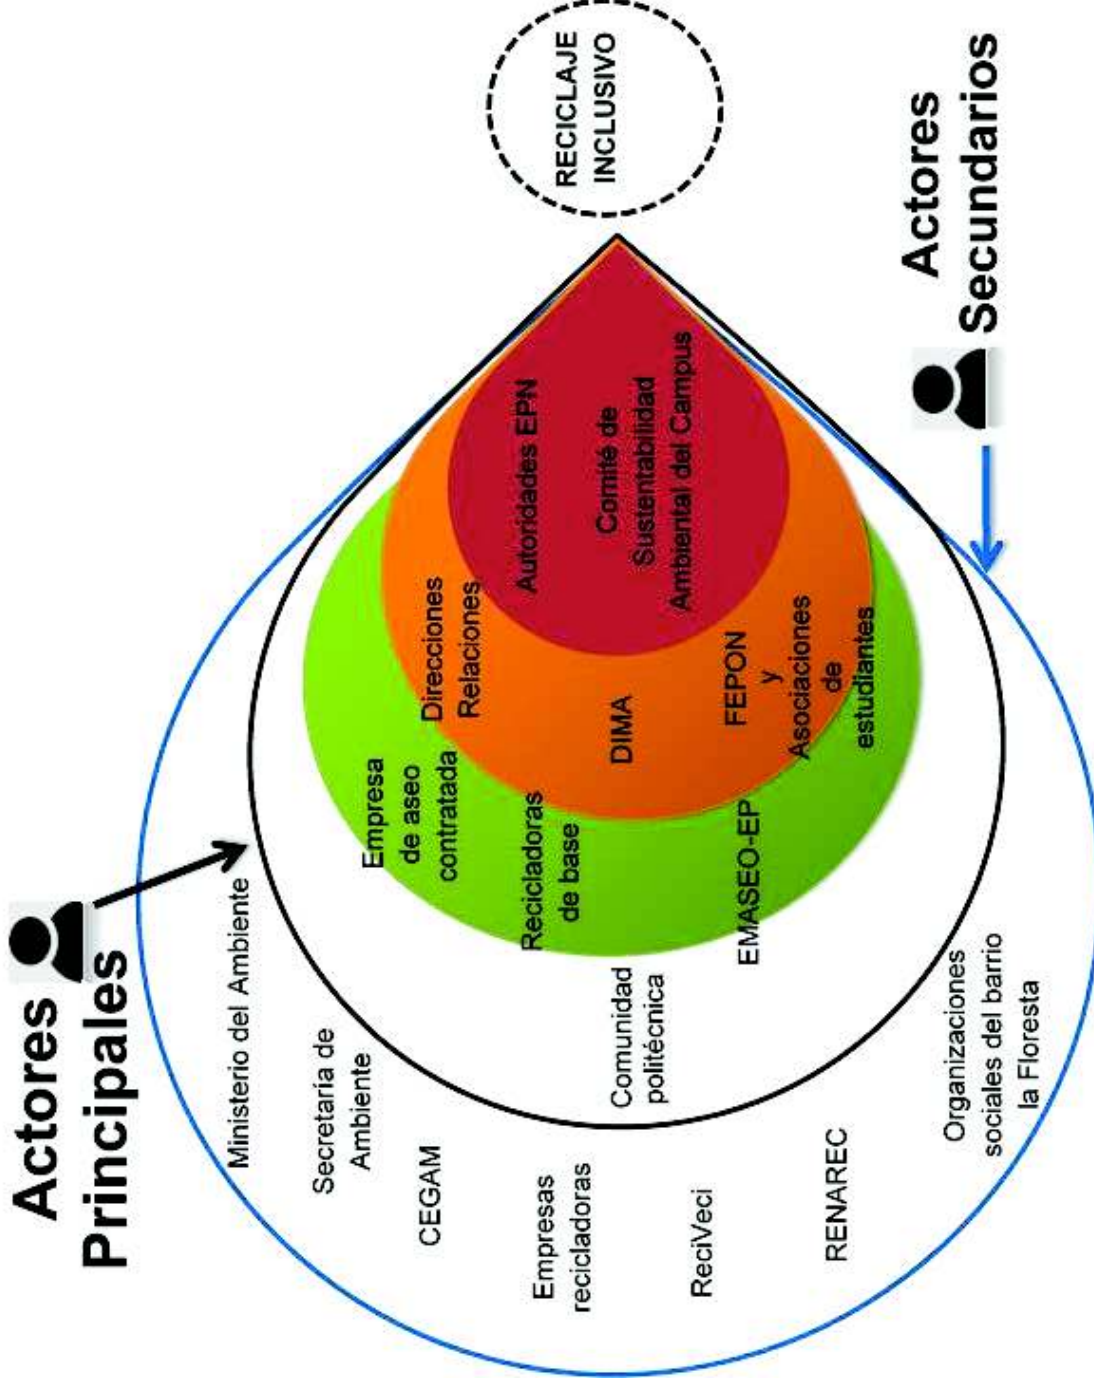 Actores
Principales
Ministerio del Ambiente
Secretaría de
Ambiente
CEGAM
Empresas
recicladoras
ReciVeci
RENAREC
Organizaciones
sociales del barrio
la Floresta
Comunidad
politécnica
Empresa
de aseo
contratada
Recicladoras
de base
EMASEO-EP
Direcciones
Relaciones
DIMA
FEPON
y
Asociaciones
de
estudiantes
Autoridades EPN
Comité de
Sustentabilidad
Ambiental del Campus
RECICLAJE
INCLUSIVO
Actores
Secundarios